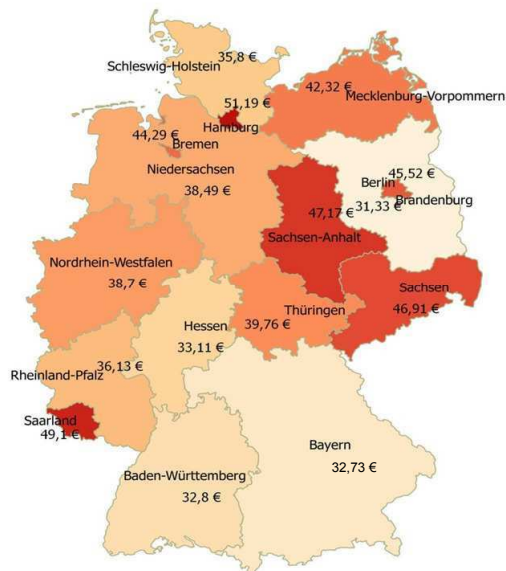 35,8 €
Schleswig-Holstein
42,32 €
Mecklenburg-Vorpommern
51,19 €
Hamburg
44,29 €
Bremen
Niedersachsen
38,49 €
45,52 €
Berlin
31,33 €
Brandenburg
47,17 €
Sachsen-Anhalt
Nordrhein-Westfalen
38,7 €
Sachsen
46,91 €
Thüringen
39,76 €
Hessen
33,11 €
36,13 €
Rheinland-Pfalz
Saarland
49,1 €
Bayern
32,73 €
Baden-Württemberg
32,8 €